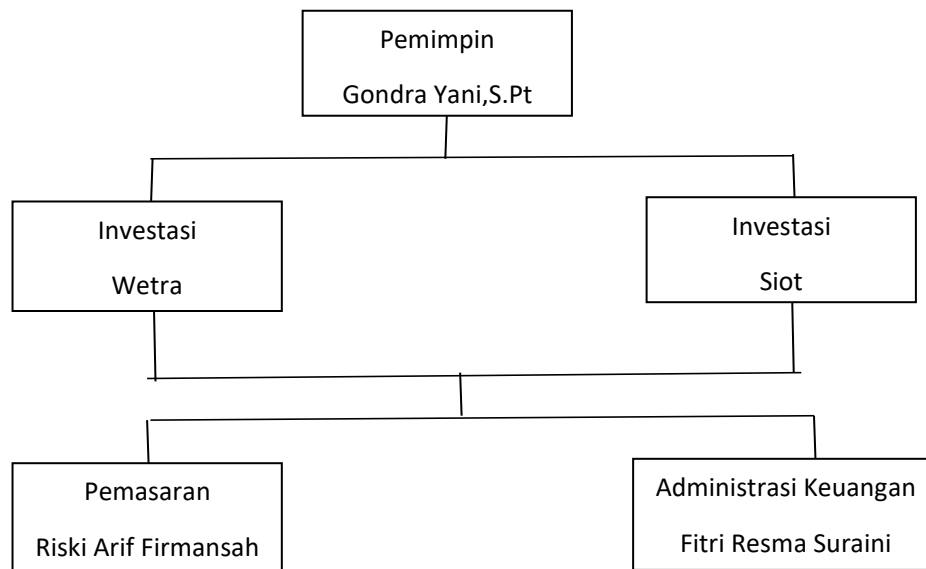 Pemimpin
Gondra Yani,S.Pt
Investasi
Wetra
Investasi
Siot
Pemasaran
Riski Arif Firmansah
Administrasi Keuangan
Fitri Resma Suraini